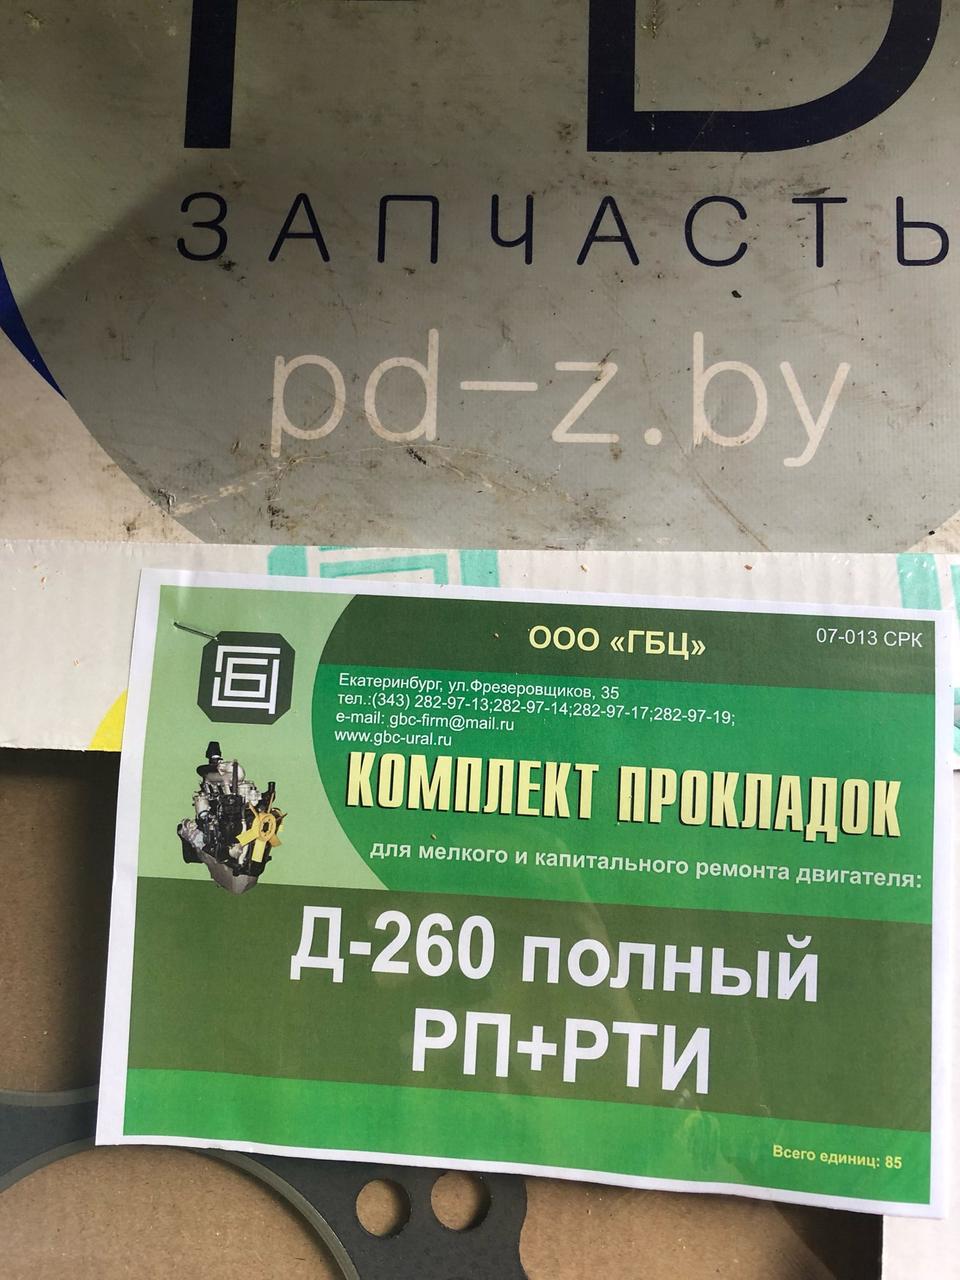 ЗАПЧАСТЬ
pd-z.by
ООО «ГБЦ»
07-013 СРК
Екатеринбург, ул.Фрезеровщиков, 35
тел.:(343) 282-97-13;282-97-14;282-97-17;282-97-19;
e-mail: gbc-firm@mail.ru
www.gbc-ural.ru
КОМПЛЕКТ ПРОКЛАДОК
для мелкого и капитального ремонта двигателя:
Д-260 полный
РП+РТИ
Всего единиц: 85